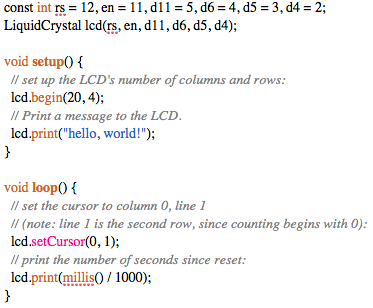 const int rs = 12, en = 11, d11 = 5, d6 = 4, d5 = 3, d4 = 2;
LiquidCrystal lcd(rs, en, d11, d6, d5, d4);
void setup() {
// set up the LCD's number of columns and rows:
lcd.begin(20, 4);
// Print a message to the LCD.
lcd.print("hello, world!");
}
void loop() {
// set the cursor to column 0, line 1
// (note: line 1 is the second row, since counting begins with 0):
lcd.setCursor(0, 1);
// print the number of seconds since reset:
lcd.print(millis() / 1000);
}